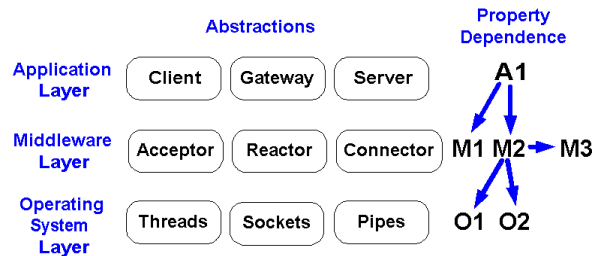 Abstractions
Property
Dependence
Application
Layer
Client Gateway Server
A1
Middleware
Layer
Acceptor Reactor Connector
M1 M2 M3
Operating
System
Layer
Threads Sockets Pipes
O1 O2